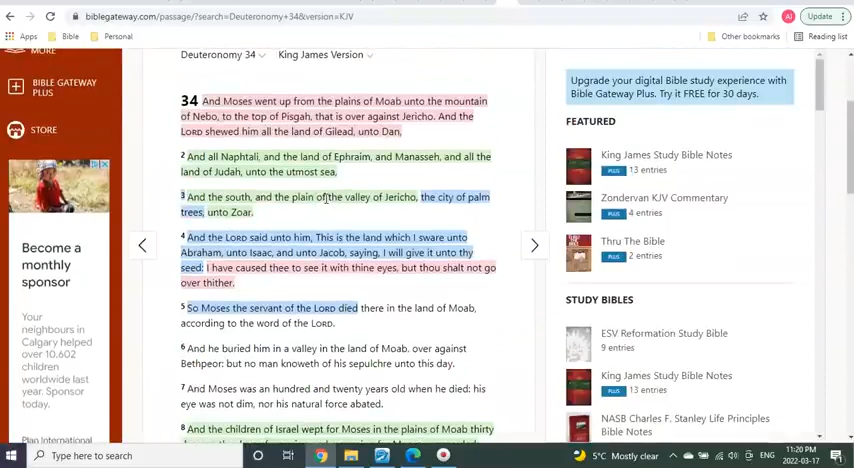 biblegateway.com/passage/?search=Deuteronomy+34&version=KJV
AI
Update
Apps
Bible
Personal
Other bookmarks
Reading list
MORE
BIBLE GATEWAY
PLUS
STORE
Become a
monthly
sponsor
Your
neighbours in
Calgary helped
over 10,602
children
worldwide last
year. Sponsor
today.
Plan International
Deuteronomy 34
King James Version
34 And Moses went up from the plains of Moab unto the mountain
of Nebo, to the top of Pisgah, that is over against Jericho. And the
LORD shewed him all the land of Gilead, unto Dan,
2 And all Naphtali, and the land of Ephraim, and Manasseh, and all the
land of Judah, unto the utmost sea,
3 And the south, and the plain of the valley of Jericho, the city of palm
trees, unto Zoar.
4 And the LORD said unto him, This is the land which I sware unto
Abraham, unto Isaac, and unto Jacob, saying, I will give it unto thy
seed: I have caused thee to see it with thine eyes, but thou shalt not go
over thither.
5 So Moses the servant of the LORD died there in the land of Moab,
according to the word of the LORD.
6 And he buried him in a valley in the land of Moab, over against
Bethpeor: but no man knoweth of his sepulchre unto this day.
7 And Moses was an hundred and twenty years old when he died: his
eye was not dim, nor his natural force abated.
8 And the children of Israel wept for Moses in the plains of Moab thirty
Upgrade your digital Bible study experience with
Bible Gateway Plus. Try it FREE for 30 days.
FEATURED
King James Study Bible Notes
PLUS 13 entries
Zondervan KJV Commentary
PLUS 4 entries
Thru The Bible
PLUS 2 entries
STUDY BIBLES
ESV Reformation Study Bible
9 entries
King James Study Bible Notes
PLUS 13 entries
NASB Charles F. Stanley Life Principles
Bible Notes
Type here to search
5°C Mostly clear
ENG
11:20 PM
2022-03-17